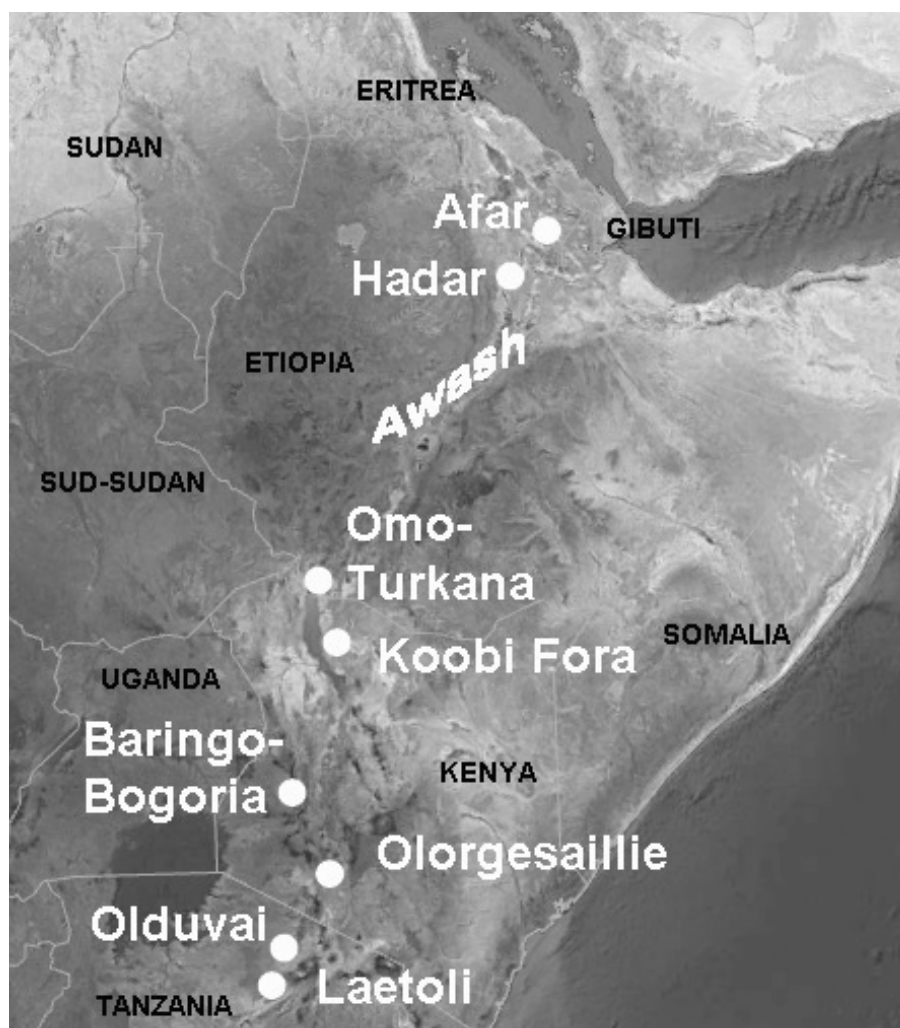 ERITREA
SUDAN
Afar
GIBUTI
Hadar
Awash
ETIOPIA
SUD-SUDAN
Omo-
Turkana
SOMALIA
Koobi Fora
UGANDA
Baringo-
Bogoria
KENYA
Olorgesaillie
Olduvai
Laetoli
TANZANIA